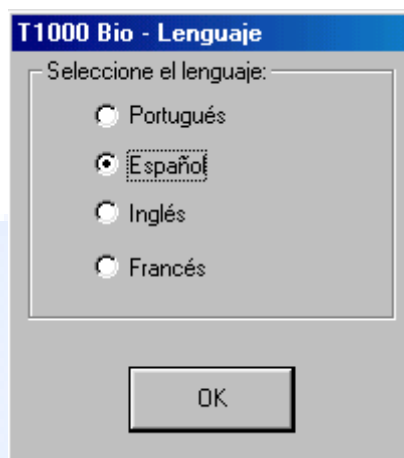 T1000 Bio - Lenguaje
Seleccione el lenguaje:
Portugués
Español
Inglés
Francés
OK